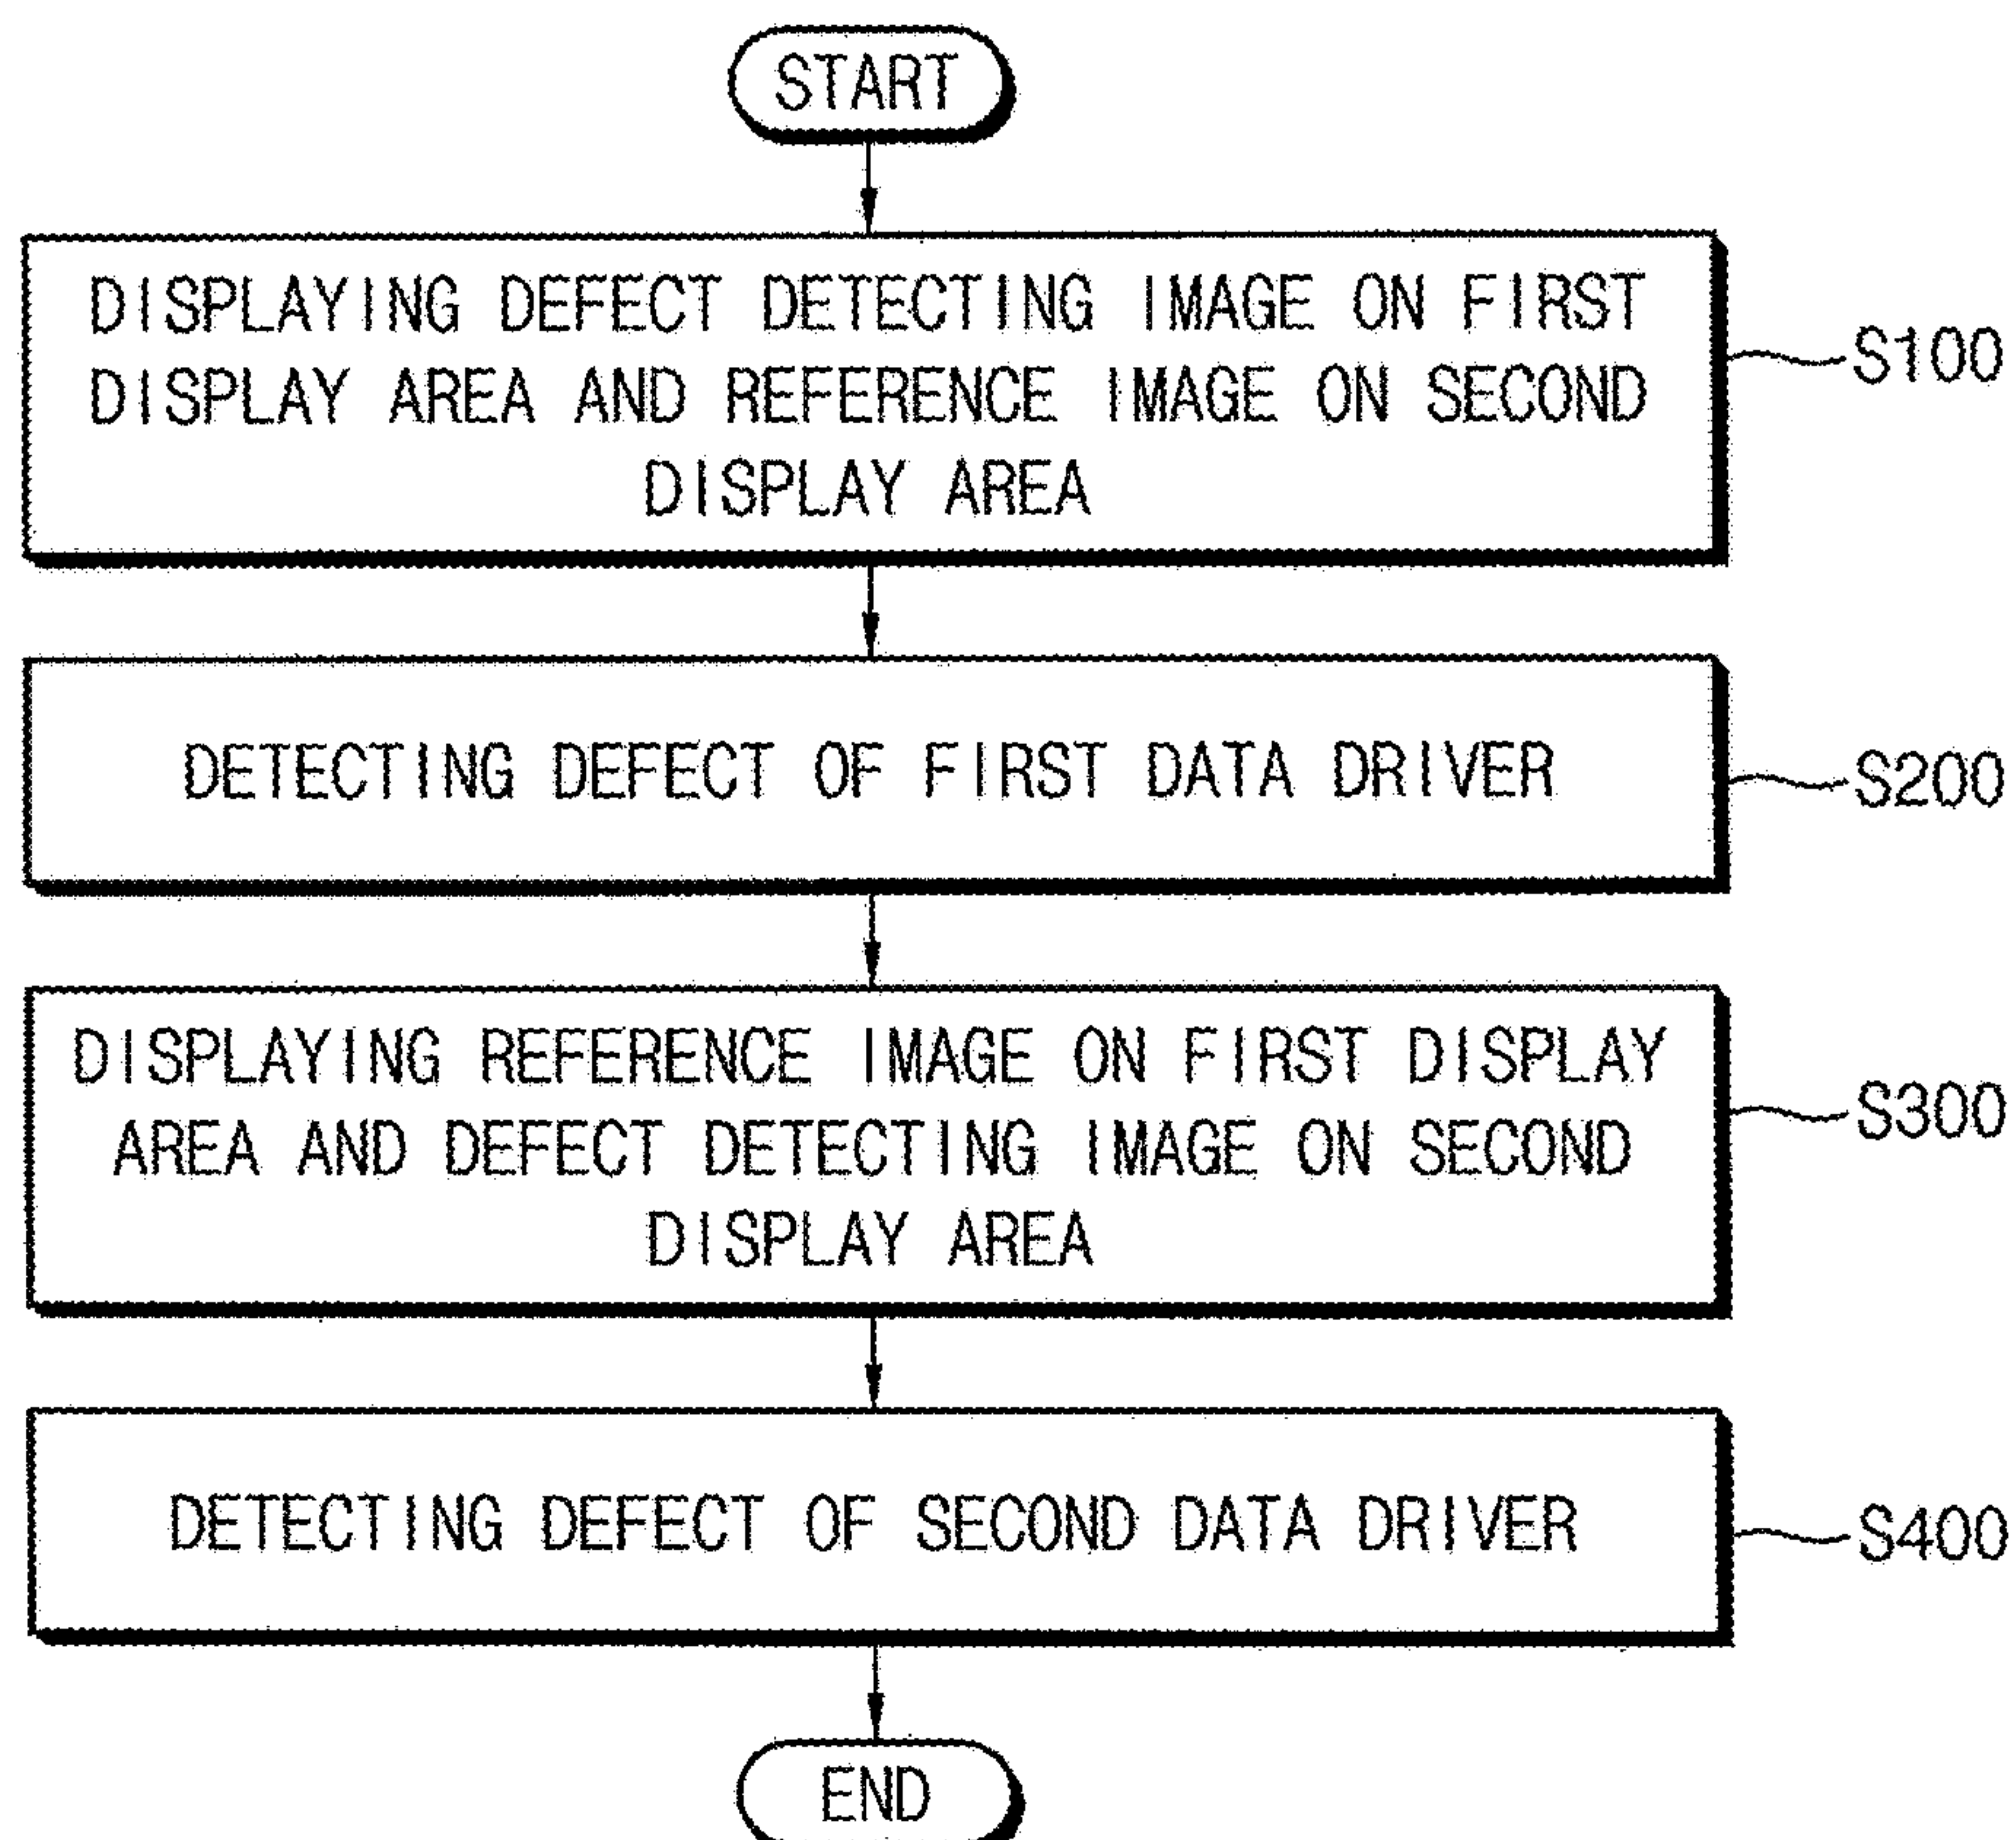 START
DISPLAYING DEFECT DETECTING IMAGE ON FIRST
DISPLAY AREA AND REFERENCE IMAGE ON SECOND
DISPLAY AREA
S100
DETECTING DEFECT OF FIRST DATA DRIVER
S200
DISPLAYING REFERENCE IMAGE ON FIRST DISPLAY
AREA AND DEFECT DETECTING IMAGE ON SECOND
DISPLAY AREA
S300
DETECTING DEFECT OF SECOND DATA DRIVER
S400
END